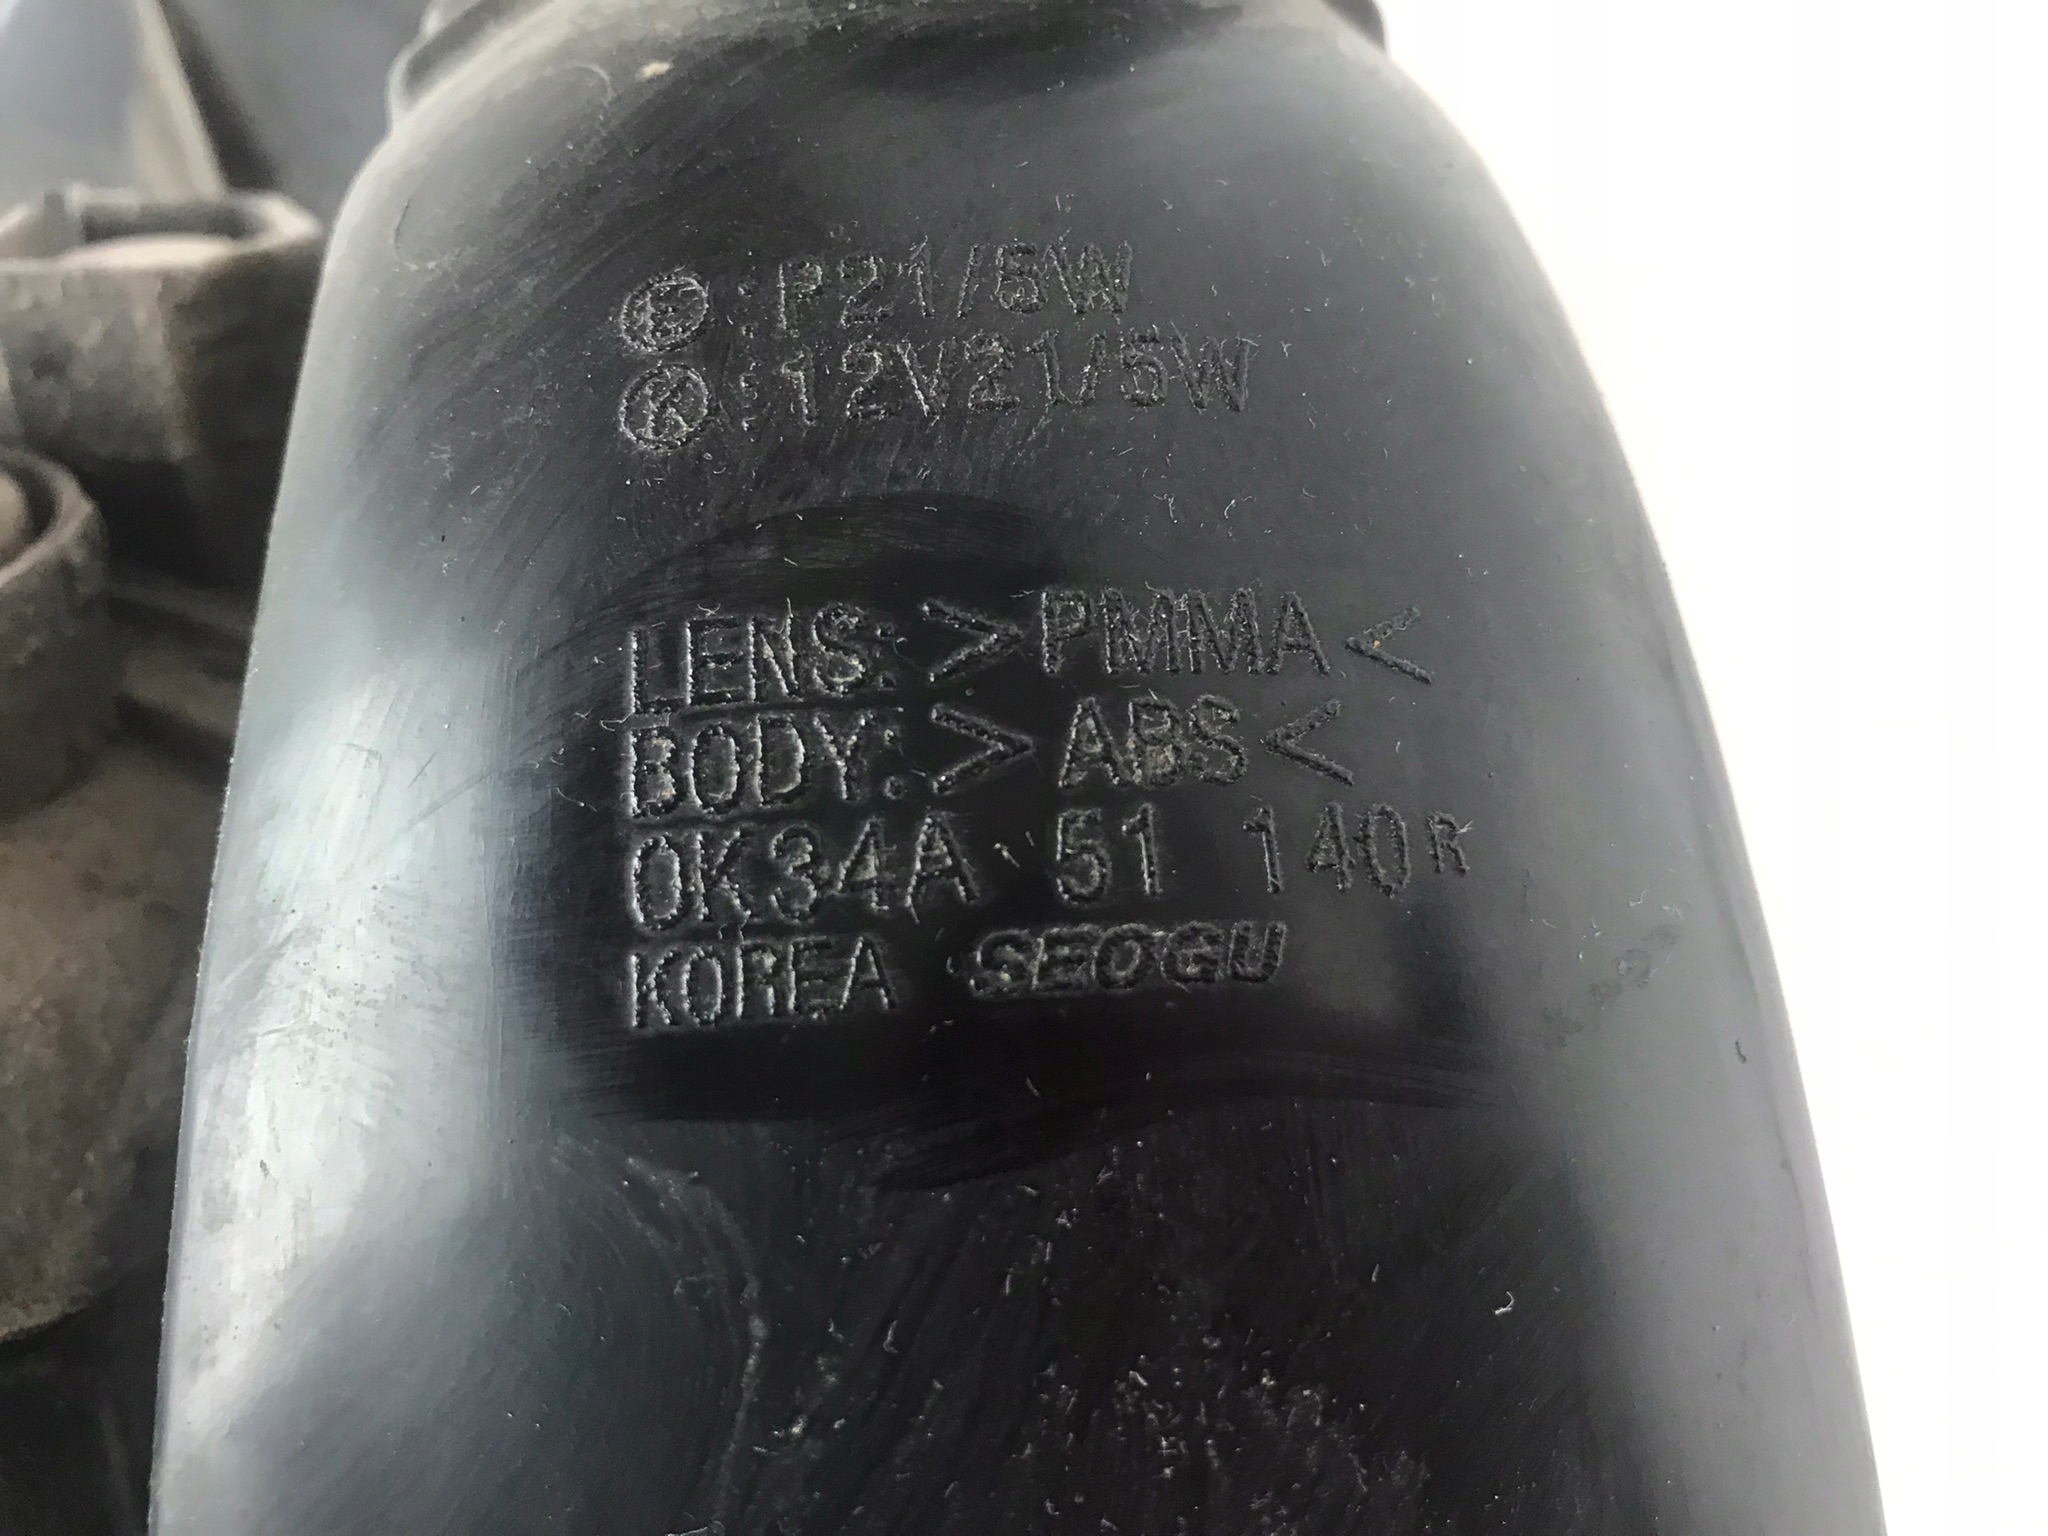 Ⓔ:P21/5W
Ⓚ:12V21/5W
LENS:>PMMA<
BODY:>ABS<
0K34A 51 140R
KOREA SEOGU